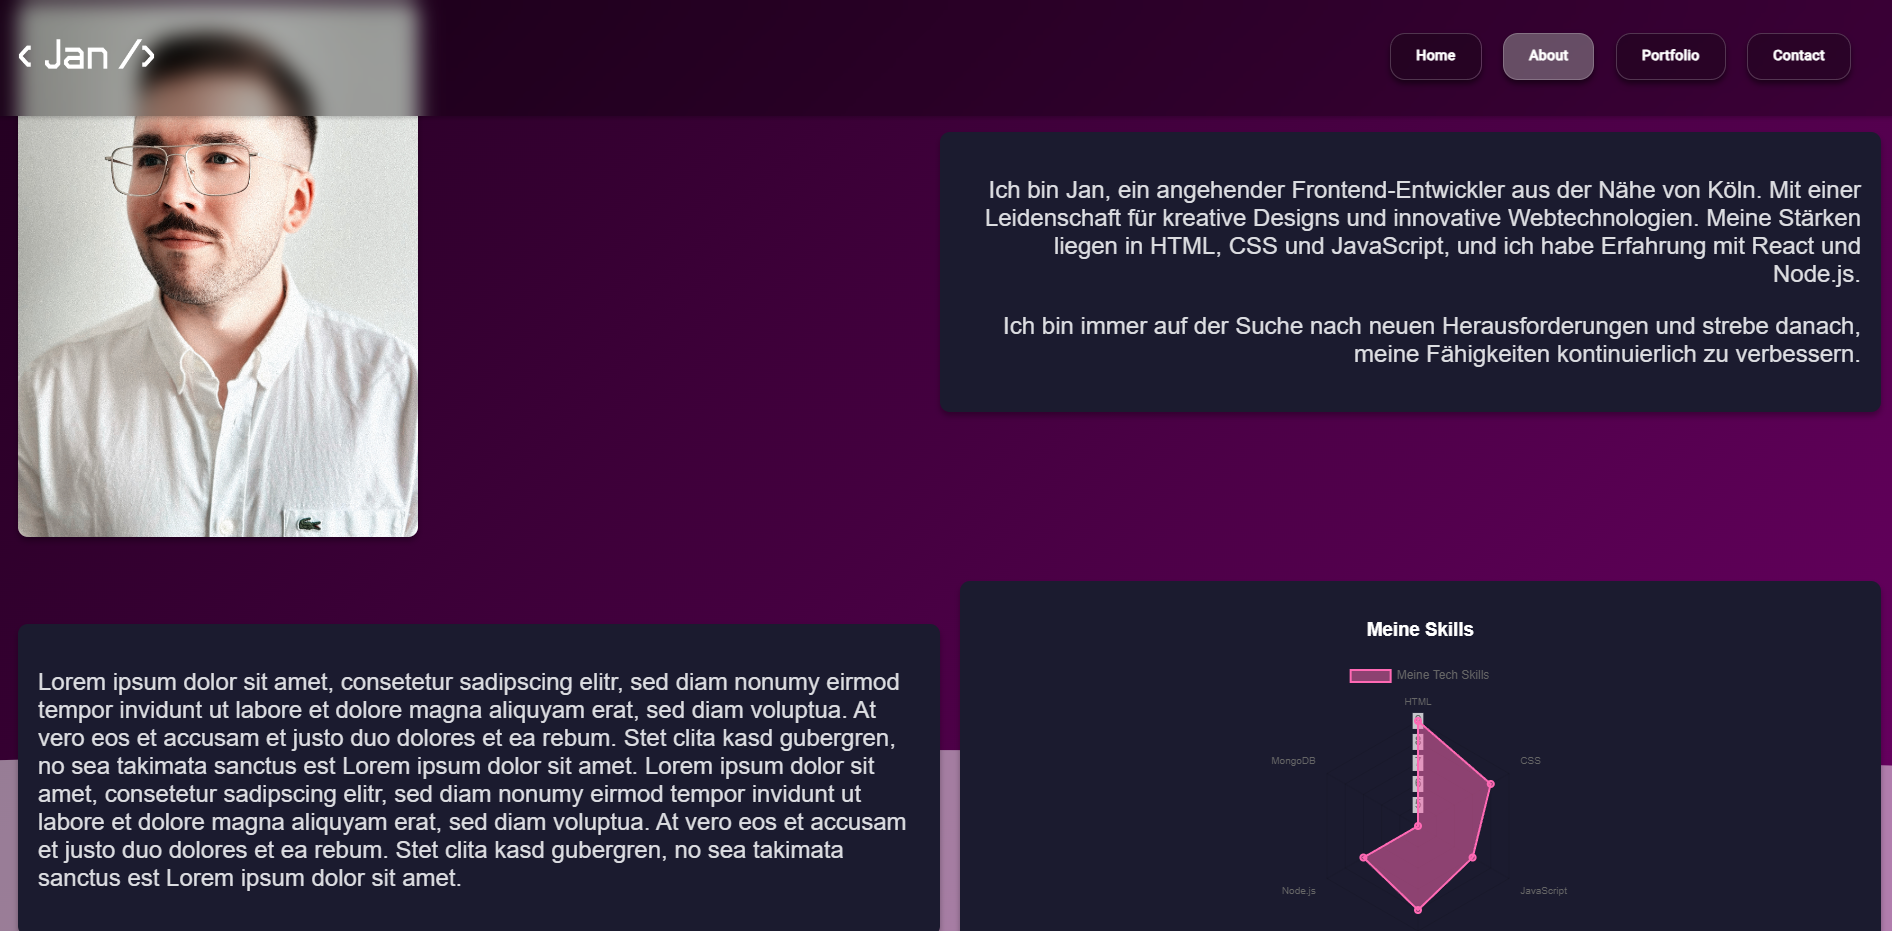 < Jan />
Home
About
Portfolio
Contact
Ich bin Jan, ein angehender Frontend-Entwickler aus der Nähe von Köln. Mit einer
Leidenschaft für kreative Designs und innovative Webtechnologien. Meine Stärken
liegen in HTML, CSS und JavaScript, und ich habe Erfahrung mit React und
Node.js.
Ich bin immer auf der Suche nach neuen Herausforderungen und strebe danach,
meine Fähigkeiten kontinuierlich zu verbessern.
Lorem ipsum dolor sit amet, consetetur sadipscing elitr, sed diam nonumy eirmod
tempor invidunt ut labore et dolore magna aliquyam erat, sed diam voluptua. At
vero eos et accusam et justo duo dolores et ea rebum. Stet clita kasd gubergren,
no sea takimata sanctus est Lorem ipsum dolor sit amet. Lorem ipsum dolor sit
amet, consetetur sadipscing elitr, sed diam nonumy eirmod tempor invidunt ut
labore et dolore magna aliquyam erat, sed diam voluptua. At vero eos et accusam
et justo duo dolores et ea rebum. Stet clita kasd gubergren, no sea takimata
sanctus est Lorem ipsum dolor sit amet.
Meine Skills
Meine Tech Skills
HTML
MongoDB
CSS
Node.js
JavaScript